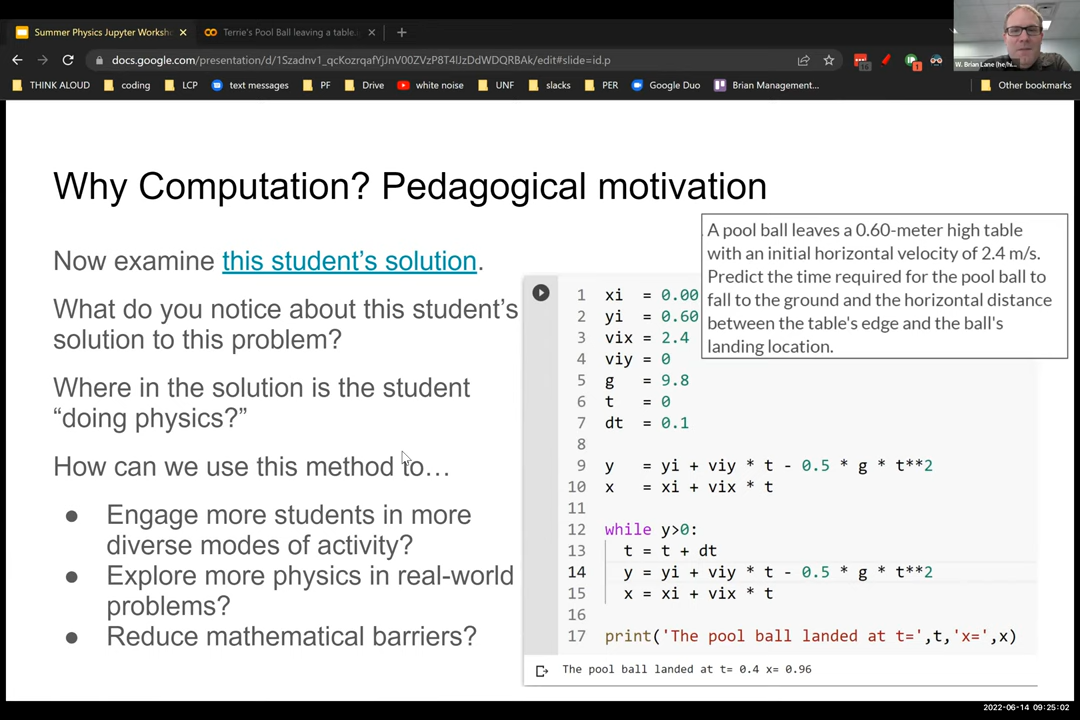 Summer Physics Jupyter Worksh
Terrie's Pool Ball leaving a table.
docs.google.com/presentation/d/
THINK ALOUD
coding
LCP
text messages
PF
Drive
white noise
UNF
slacks
PER
Google Duo
Brian Management...
Other bookmarks
W. Brian Lane (he/hi...
Why Computation? Pedagogical motivation
Now examine this student's solution.
What do you notice about this student's
solution to this problem?
Where in the solution is the student
“doing physics?”
How can we use this method to…
● Engage more students in more
diverse modes of activity?
● Explore more physics in real-world
problems?
● Reduce mathematical barriers?
A pool ball leaves a 0.60-meter high table
with an initial horizontal velocity of 2.4 m/s.
Predict the time required for the pool ball to
fall to the ground and the horizontal distance
between the table's edge and the ball's
landing location.
1 xi = 0.00
2 yi = 0.60
3 vix = 2.4
4 viy = 0
5 g = 9.8
6 t = 0
7 dt = 0.1
8
9 y = yi + viy * t - 0.5 * g * t**2
10 x = xi + vix * t
11
12 while y>0:
13 t = t + dt
14 y = yi + viy * t - 0.5 * g * t**2
15 x = xi + vix * t
16
17 print('The pool ball landed at t=',t,'x=',x)
The pool ball landed at t= 0.4 x= 0.96
2022-06-14 09:25:02